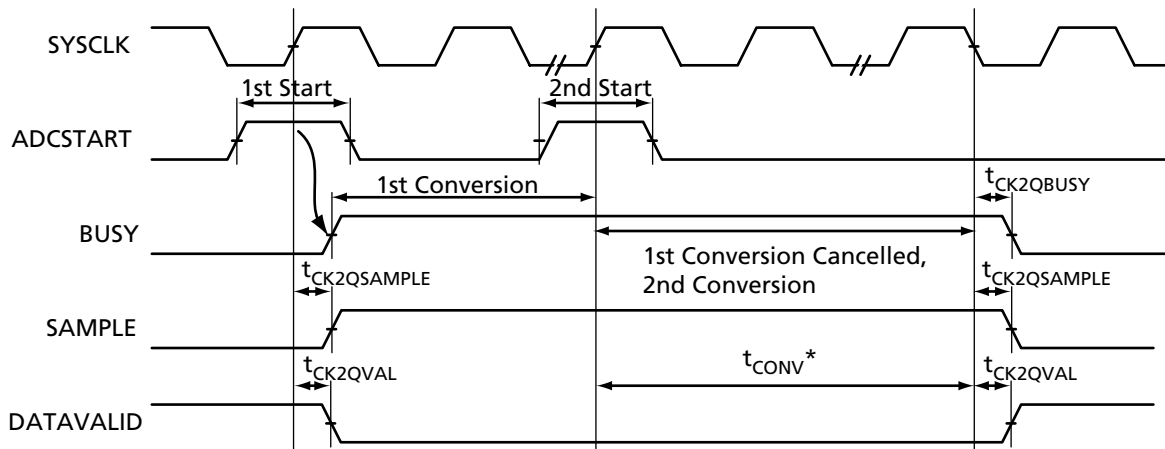 SYSCLK
1st Start
2nd Start
ADCSTART
1st Conversion
tCK2QBUSY
BUSY
tCK2QSAMPLE
1st Conversion Cancelled,
2nd Conversion
tCK2QSAMPLE
SAMPLE
tCK2QVAL
tCONV*
tCK2QVAL
DATAVALID